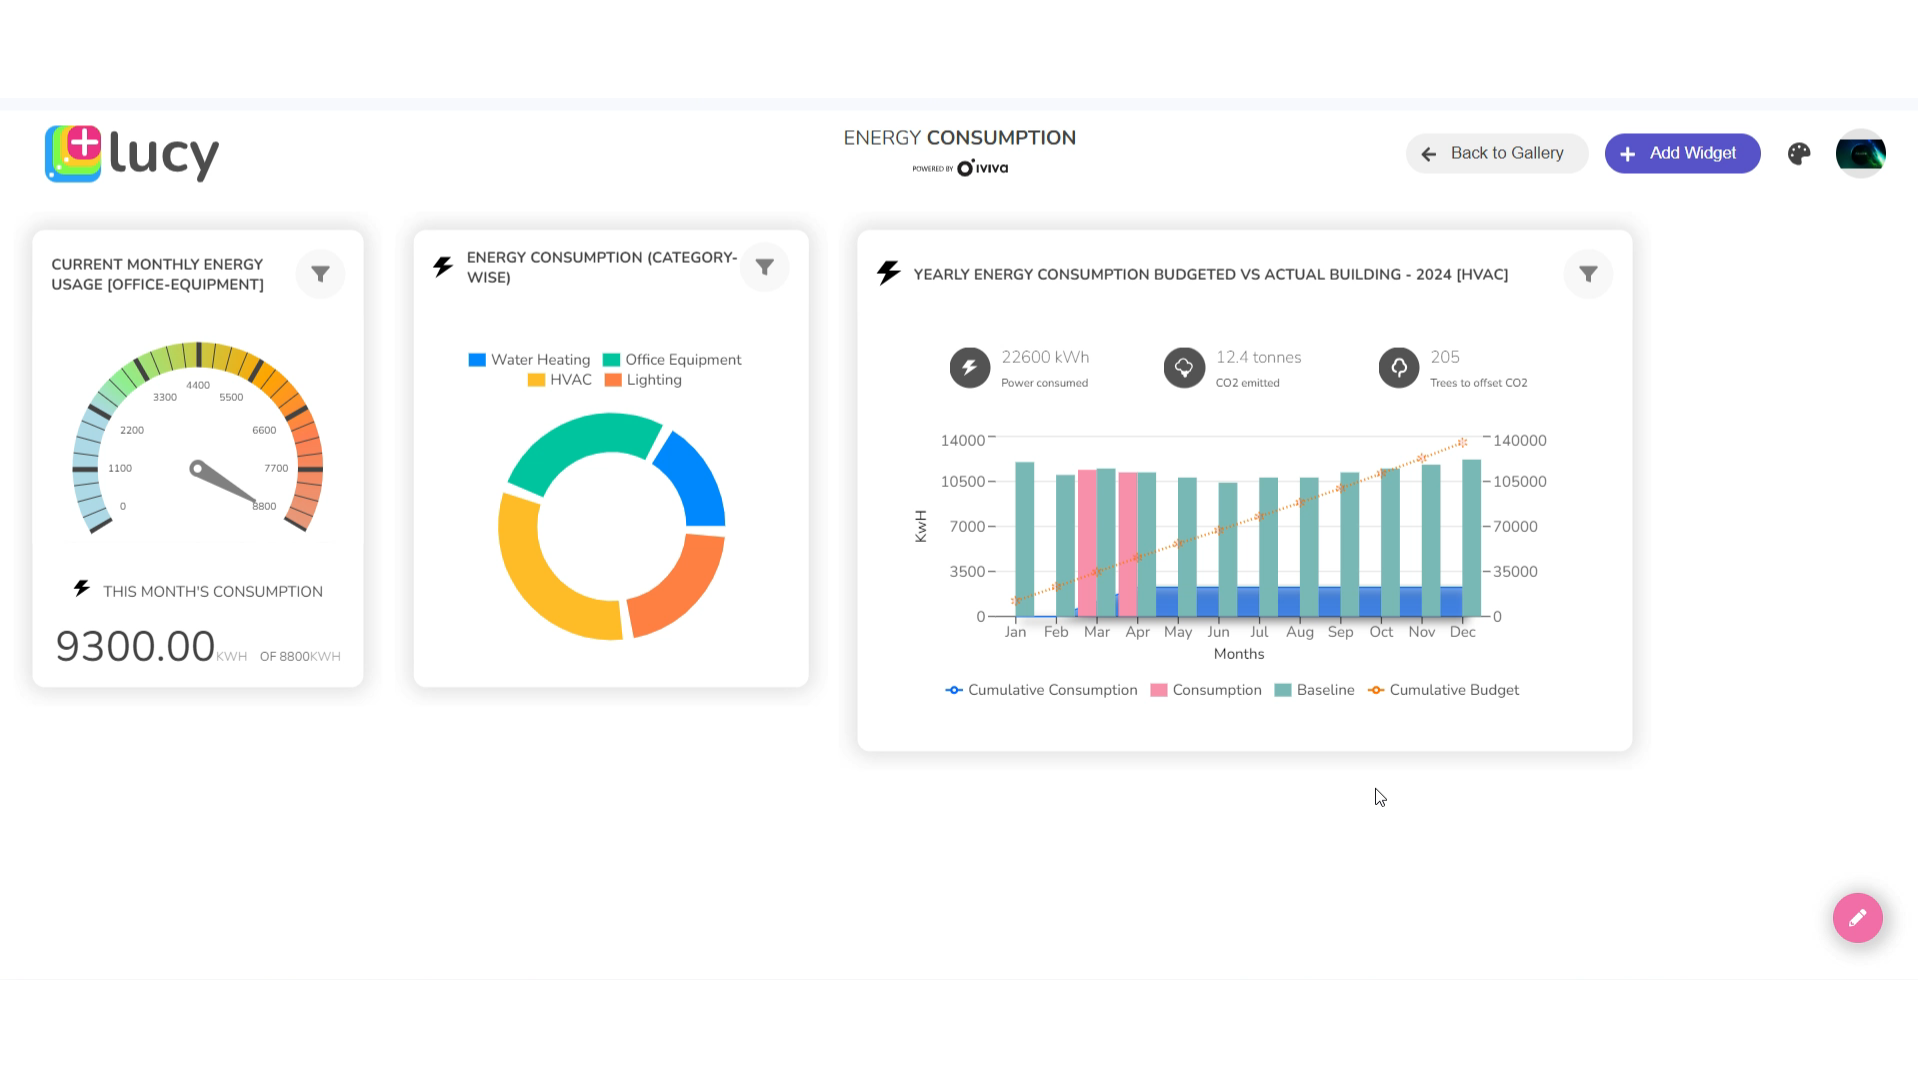 lucy
ENERGY CONSUMPTION
POWERED BY iviva
Back to Gallery
Add Widget
CURRENT MONTHLY ENERGY
USAGE [OFFICE-EQUIPMENT]
4400
3300
5500
2200
6600
1100
7700
0
8800
THIS MONTH'S CONSUMPTION
9300.00KWH OF 8800KWH
ENERGY CONSUMPTION (CATEGORY-
WISE)
Water Heating Office Equipment
HVAC Lighting
YEARLY ENERGY CONSUMPTION BUDGETED VS ACTUAL BUILDING - 2024 [HVAC]
22600 kWh
Power consumed
12.4 tonnes
CO2 emitted
205
Trees to offset CO2
KwH
14000 140000
10500 105000
7000 70000
3500 35000
0 0
Jan Feb Mar Apr May Jun Jul Aug Sep Oct Nov Dec
Months
Cumulative Consumption Consumption Baseline Cumulative Budget